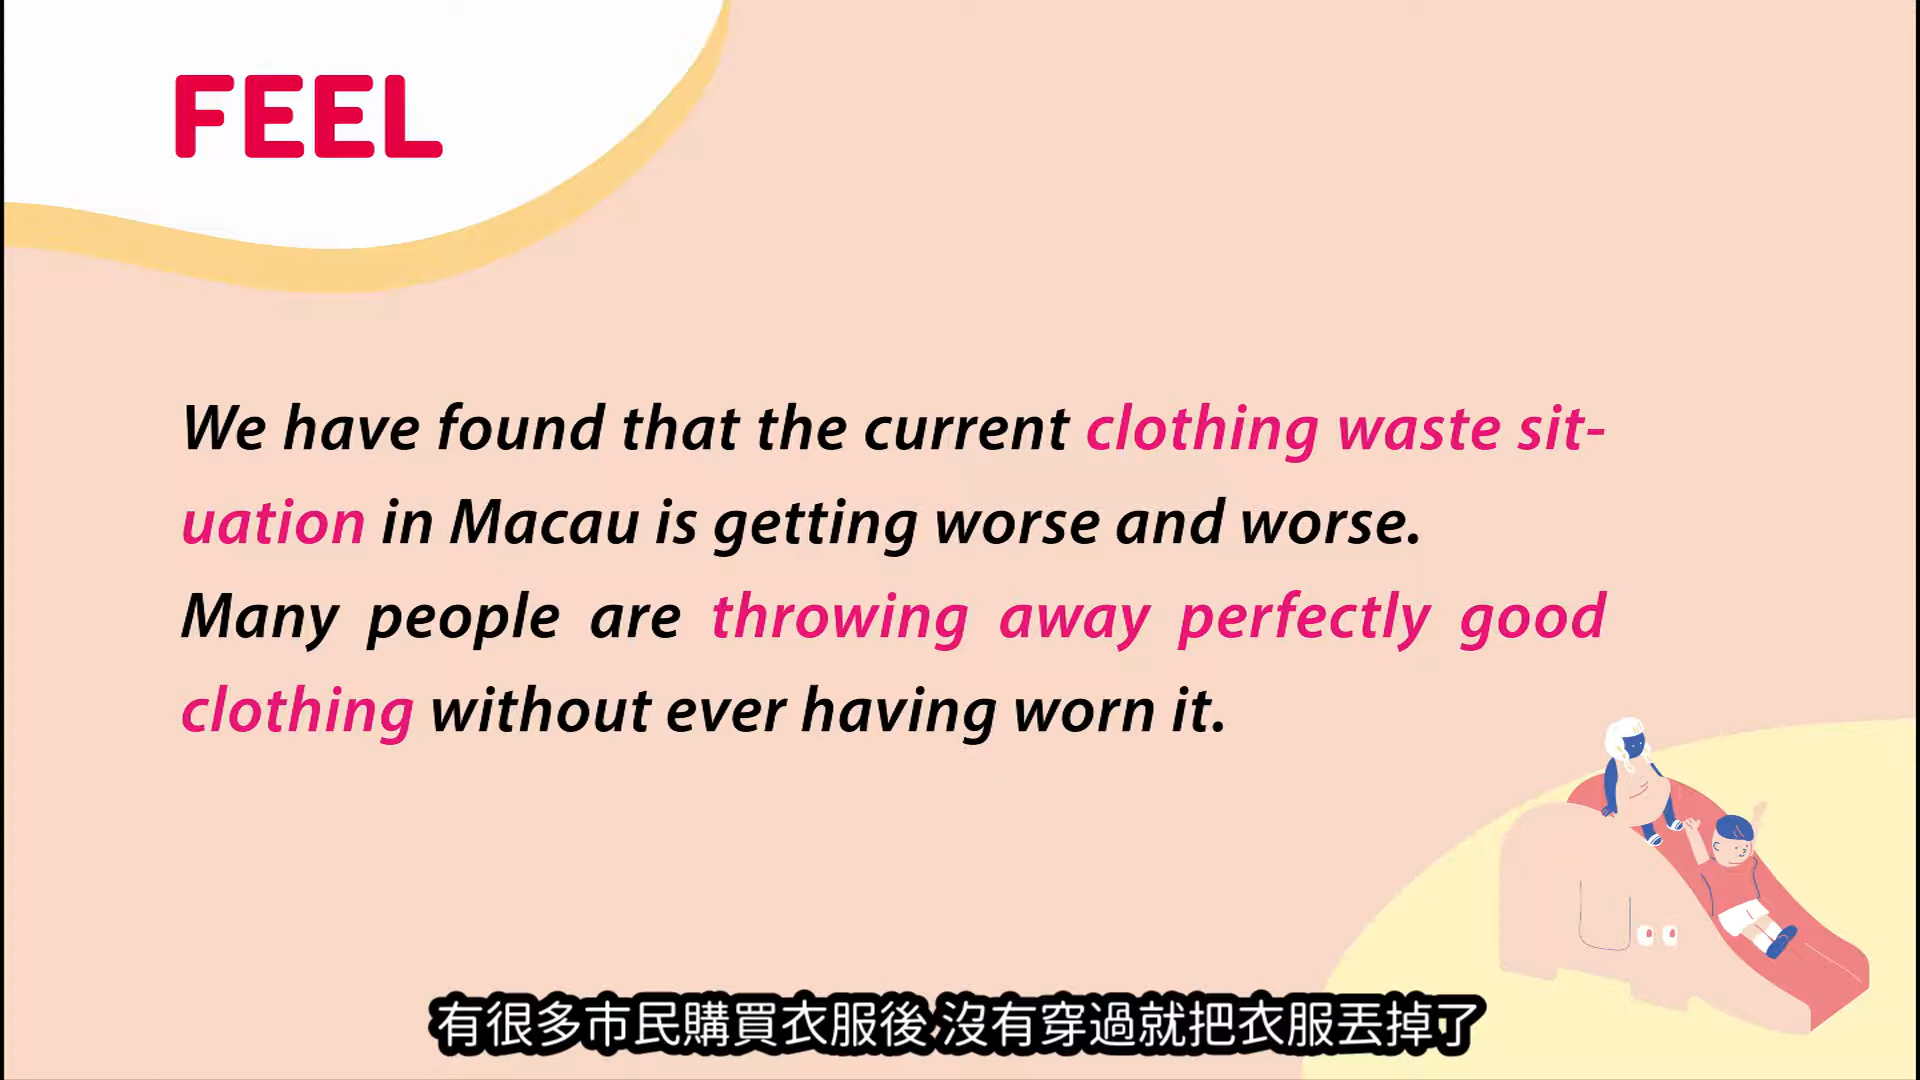 FEEL
We have found that the current clothing waste sit-
uation in Macau is getting worse and worse.
Many people are throwing away perfectly good
clothing without ever having worn it.
有很多市民購買衣服後 沒有穿過就把衣服丟掉了